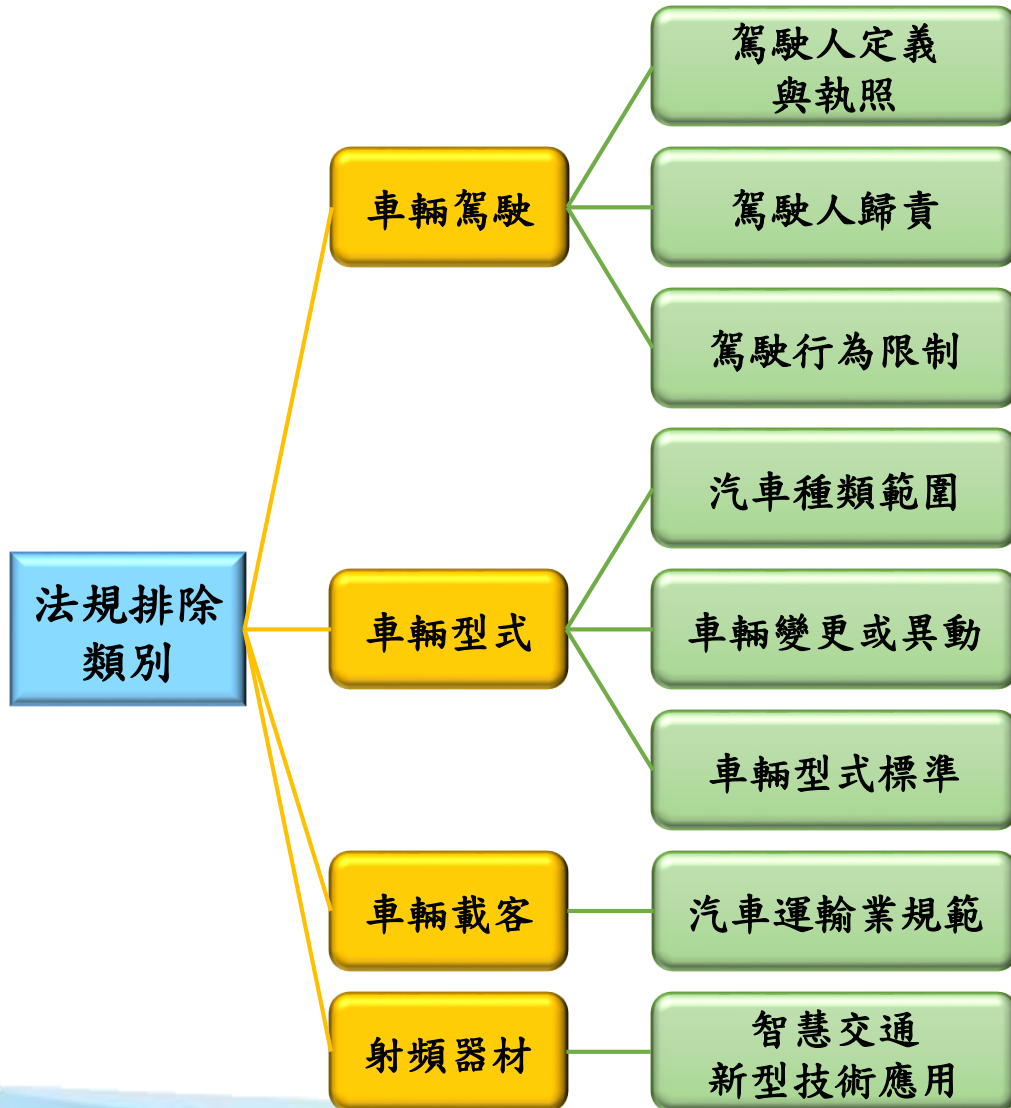 法規排除
類別
車輛駕駛
駕駛人定義
與執照
駕駛人歸責
駕駛行為限制
車輛型式
汽車種類範圍
車輛變更或異動
車輛型式標準
車輛載客
汽車運輸業規範
射頻器材
智慧交通
新型技術應用